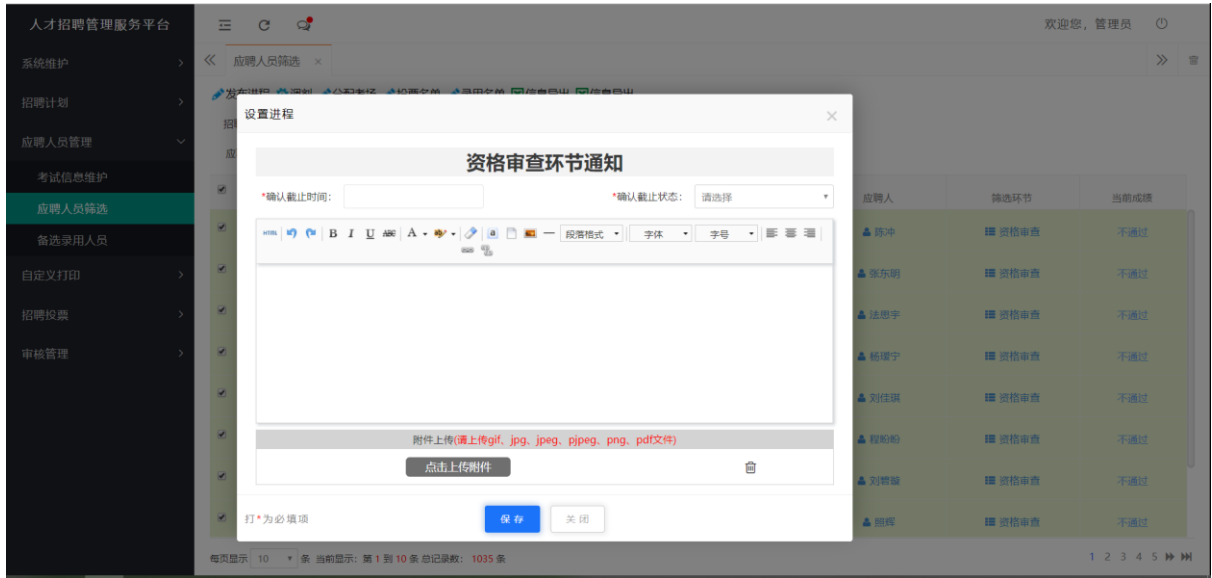 人才招聘管理服务平台
欢迎您，管理员
系统维护
应聘人员筛选 ×
招聘计划
设置进程
应聘人员管理
资格审查环节通知
考试信息维护
*确认截止时间：
*确认截止状态： 请选择
应聘人 筛选环节 当前成绩
应聘人员筛选
HTML B I U ABC A 段落格式 字体 字号
陈冲 资格审查 不通过
备选录用人员
自定义打印
张东明 资格审查 不通过
招聘投票
法思宇 资格审查 不通过
审核管理
资格审查 不通过
刘佳琪 资格审查 不通过
附件上传(请上传gif、jpg、jpeg、pjpeg、png、pdf文件)
程盼盼 资格审查 不通过
点击上传附件
资格审查 不通过
打*为必填项
保存 关闭
资格审查 不通过
每页显示 10 条 当前显示：第 1 到 10 条 总记录数： 1035 条
1 2 3 4 5